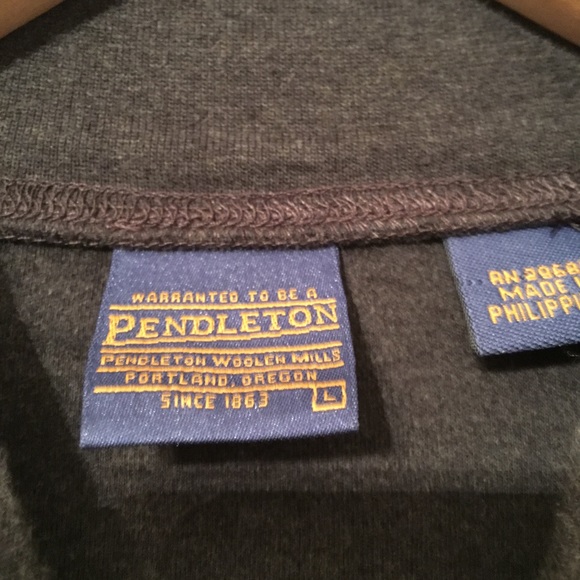 WARRANTED TO BE A
PENDLETON
PENDLETON WOOLEN MILLS
PORTLAND, OREGON
SINCE 1863
L
MADE